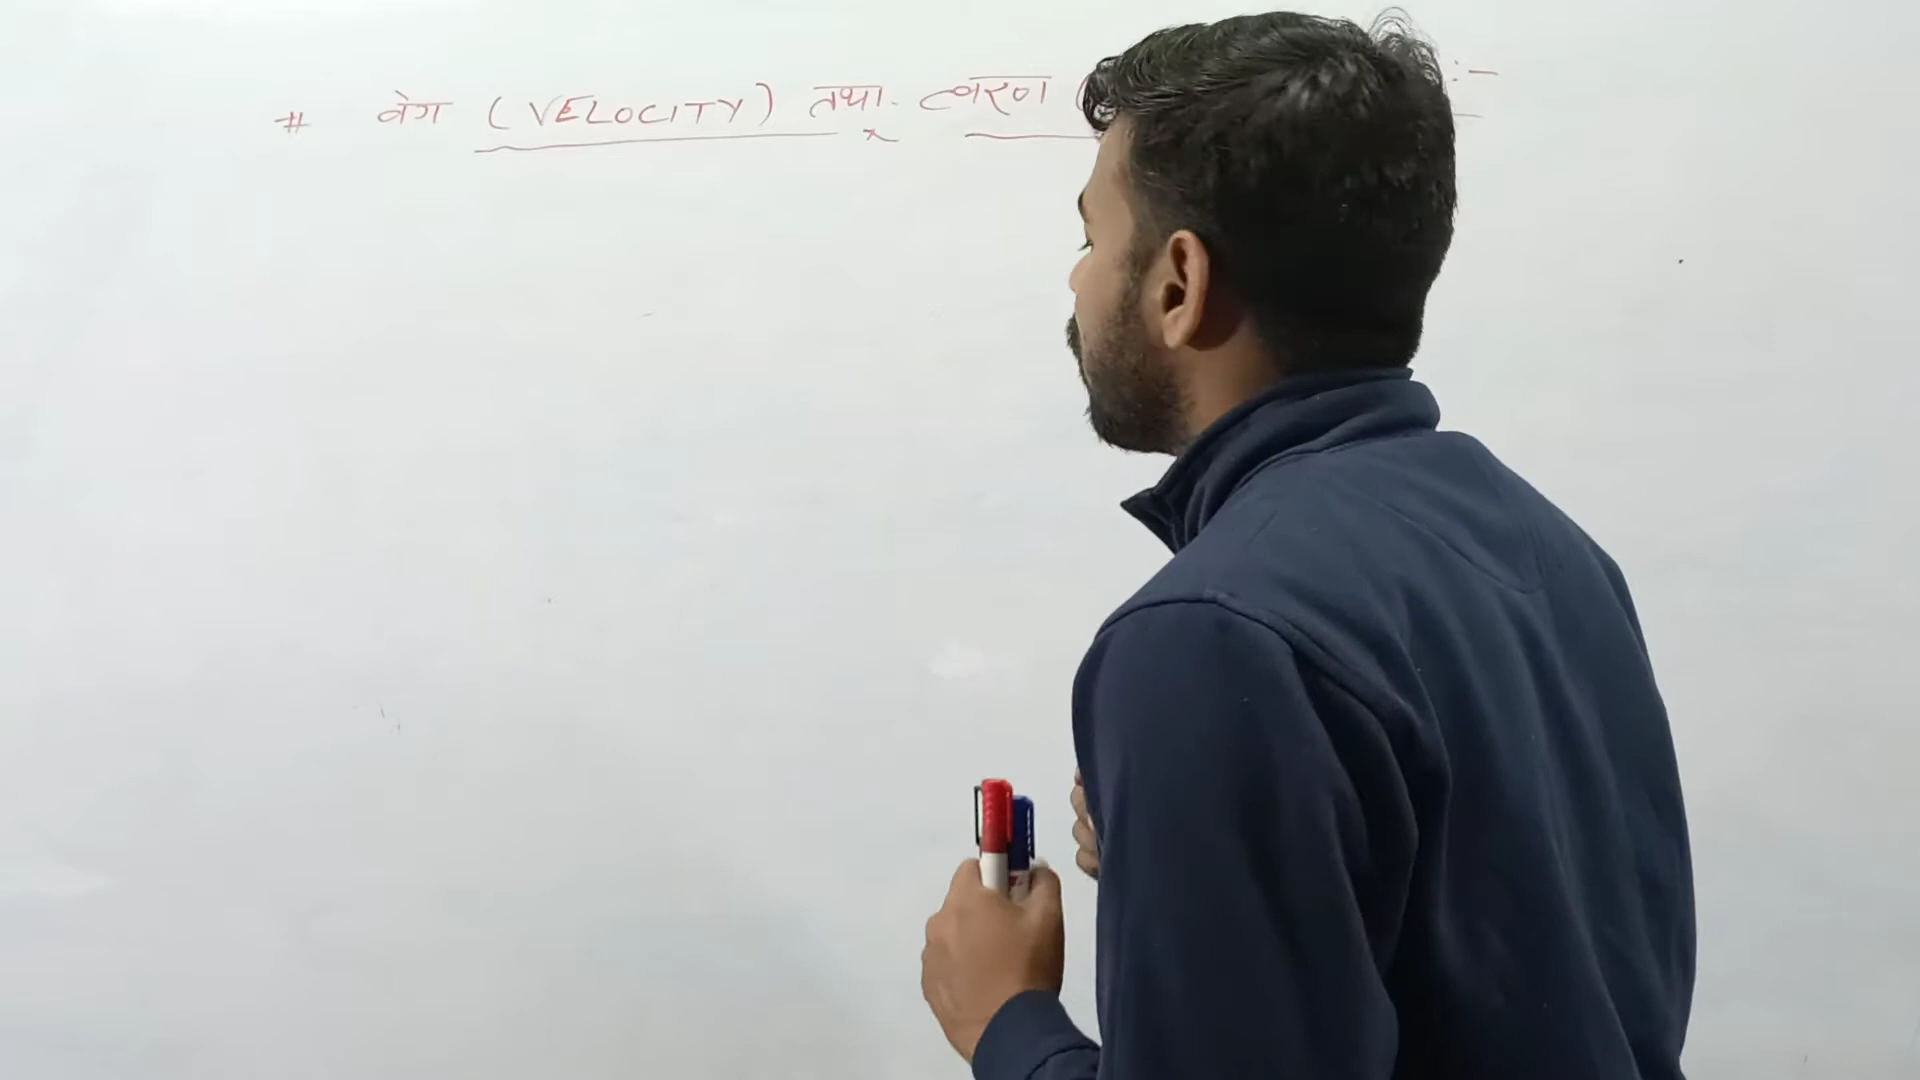 # वेग (VELOCITY) तथा त्वरण ( :-